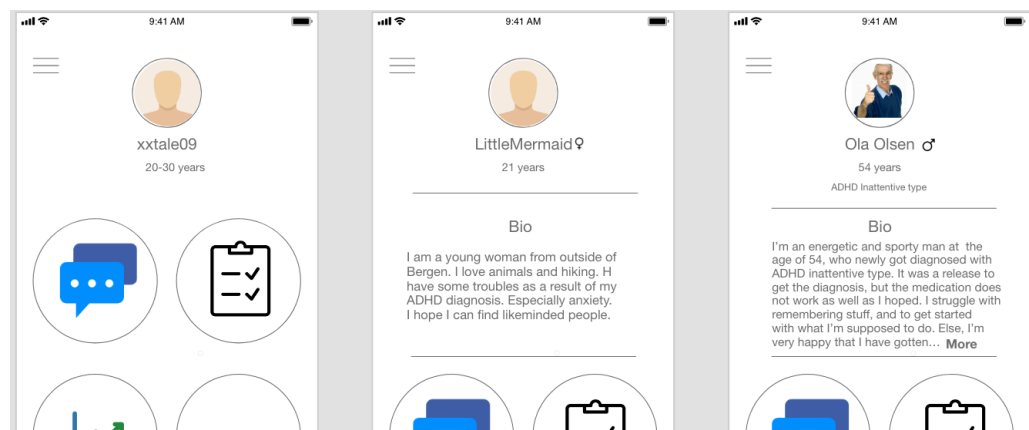 9:41 AM
xxtale09
20-30 years
9:41 AM
LittleMermaid♀
21 years
Bio
I am a young woman from outside of
Bergen. I love animals and hiking. H
have some troubles as a result of my
ADHD diagnosis. Especially anxiety.
I hope I can find likeminded people.
9:41 AM
Ola Olsen ♂
54 years
ADHD Inattentive type
Bio
I'm an energetic and sporty man at the
age of 54, who newly got diagnosed with
ADHD inattentive type. It was a release to
get the diagnosis, but the medication does
not work as well as I hoped. I struggle with
remembering stuff, and to get started
with what I'm supposed to do. Else, I'm
very happy that I have gotten... More